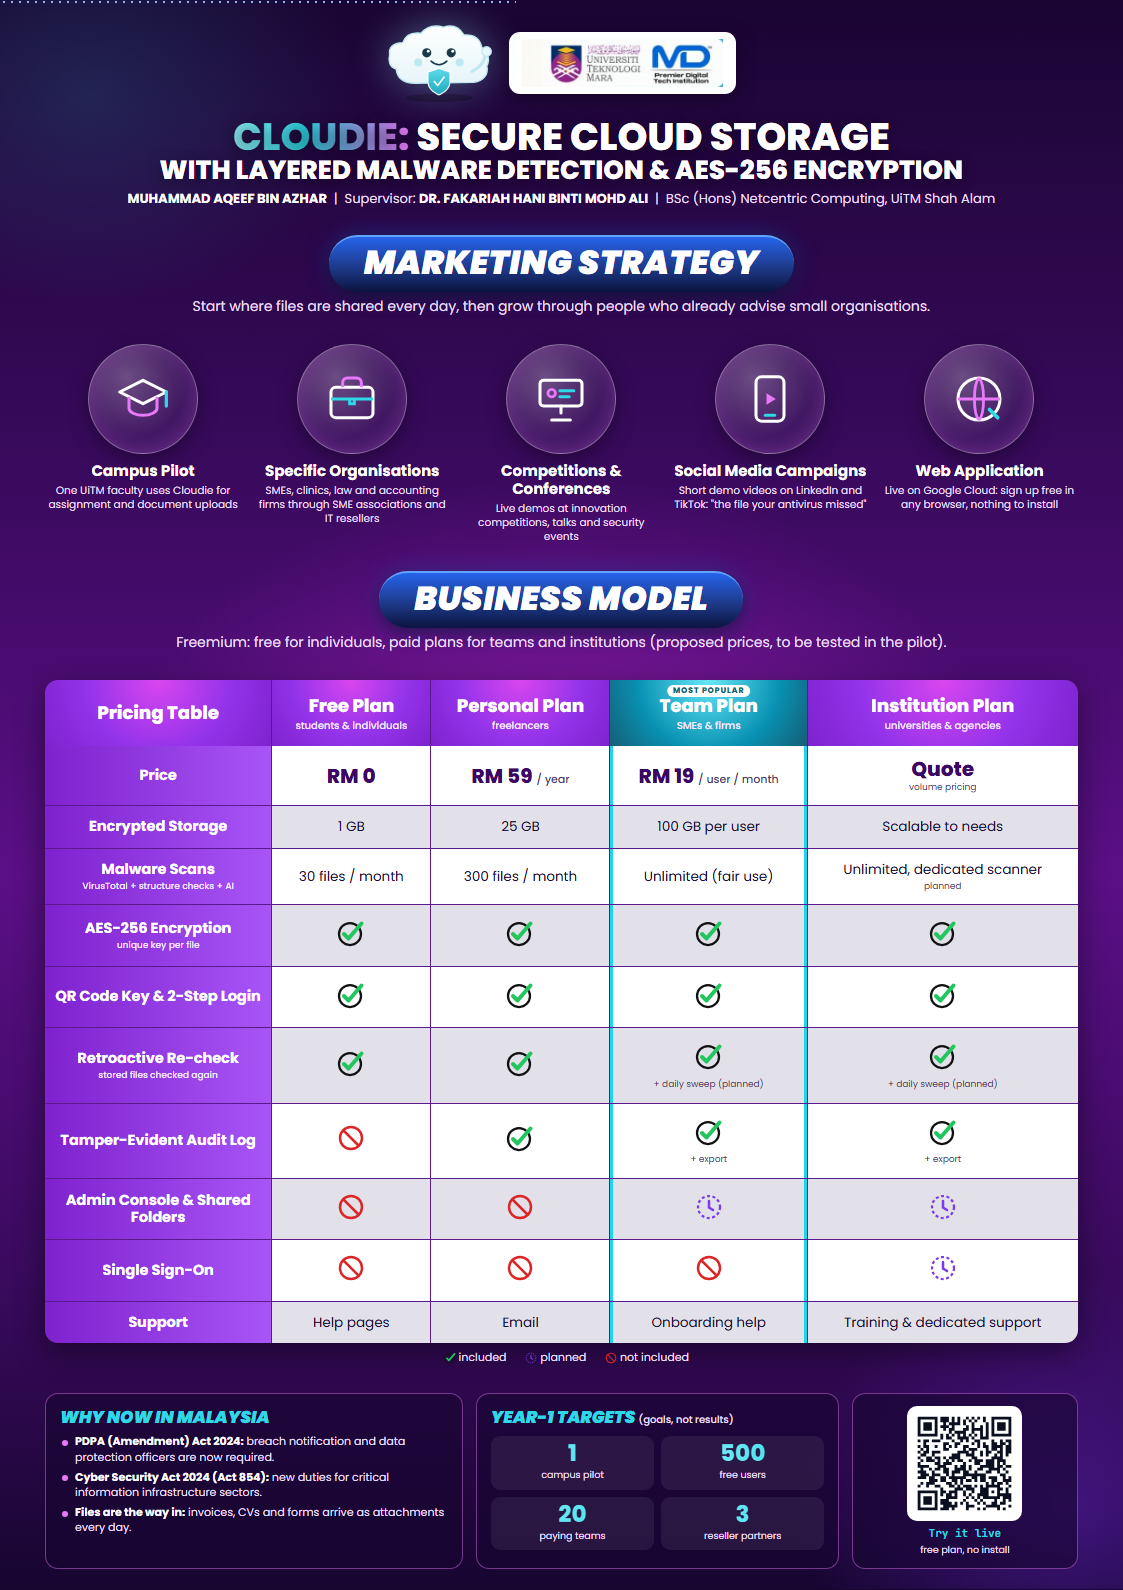 UNIVERSITI
TEKNOLOGI
MARA
MD
Premier Digital
Tech Institution
CLOUDIE: SECURE CLOUD STORAGE
WITH LAYERED MALWARE DETECTION & AES-256 ENCRYPTION
MUHAMMAD AQEEF BIN AZHAR | Supervisor: DR. FAKARIAH HANI BINTI MOHD ALI | BSc (Hons) Netcentric Computing, UiTM Shah Alam
MARKETING STRATEGY
Start where files are shared every day, then grow through people who already advise small organisations.
Campus Pilot
One UiTM faculty uses Cloudie for
assignment and document uploads
Specific Organisations
SMEs, clinics, law and accounting
firms through SME associations and
IT resellers
Competitions &
Conferences
Live demos at innovation
competitions, talks and security
events
Social Media Campaigns
Short demo videos on LinkedIn and
TikTok: "the file your antivirus missed"
Web Application
Live on Google Cloud: sign up free in
any browser, nothing to install
BUSINESS MODEL
Freemium: free for individuals, paid plans for teams and institutions (proposed prices, to be tested in the pilot).
Pricing Table
Free Plan
students & individuals
Personal Plan
freelancers
MOST POPULAR
Team Plan
SMEs & firms
Institution Plan
universities & agencies
Price
RM 0
RM 59 / year
RM 19 / user / month
Quote
volume pricing
Encrypted Storage
1 GB
25 GB
100 GB per user
Scalable to needs
Malware Scans
VirusTotal + structure checks + AI
30 files / month
300 files / month
Unlimited (fair use)
Unlimited, dedicated scanner
planned
AES-256 Encryption
unique key per file
QR Code Key & 2-Step Login
Retroactive Re-check
stored files checked again
+ daily sweep (planned)
+ daily sweep (planned)
Tamper-Evident Audit Log
+ export
+ export
Admin Console & Shared
Folders
Single Sign-On
Support
Help pages
Email
Onboarding help
Training & dedicated support
included
planned
not included
WHY NOW IN MALAYSIA
PDPA (Amendment) Act 2024: breach notification and data
protection officers are now required.
Cyber Security Act 2024 (Act 854): new duties for critical
information infrastructure sectors.
Files are the way in: invoices, CVs and forms arrive as attachments
every day.
YEAR-1 TARGETS (goals, not results)
1
campus pilot
500
free users
20
paying teams
3
reseller partners
Try it live
free plan, no install